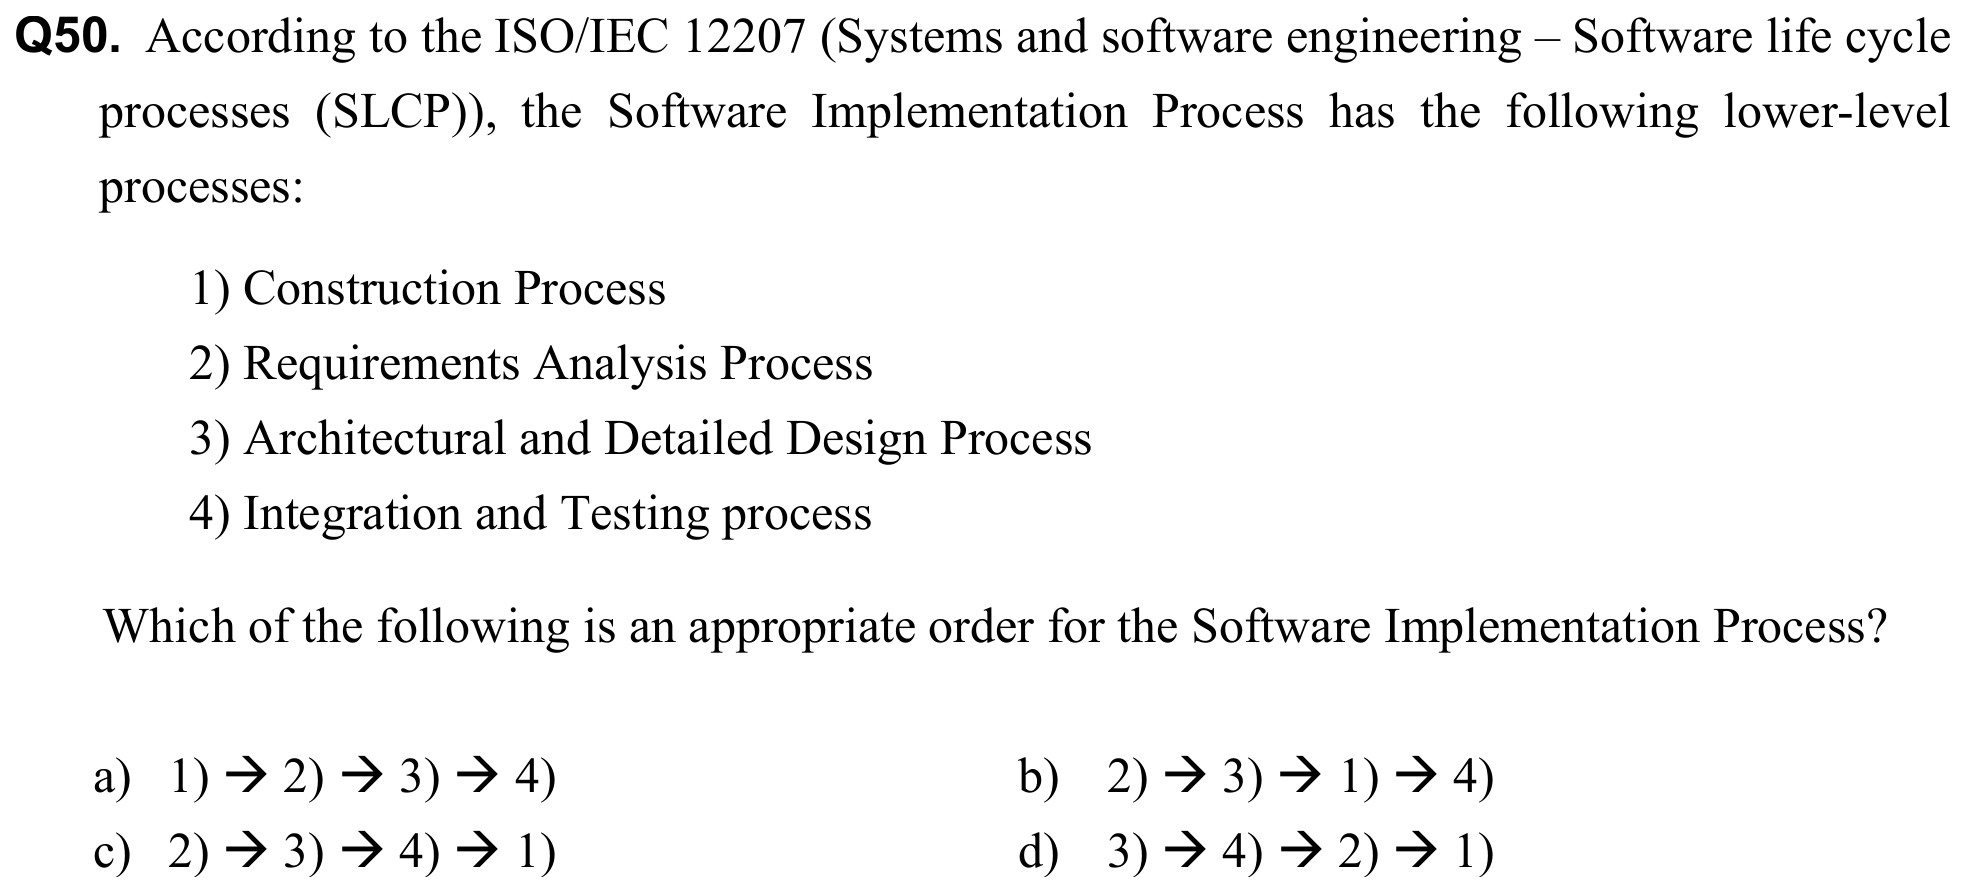 Q50. According to the ISO/IEC 12207 (Systems and software engineering – Software life cycle
processes (SLCP)), the Software Implementation Process has the following lower-level
processes:
1) Construction Process
2) Requirements Analysis Process
3) Architectural and Detailed Design Process
4) Integration and Testing process
Which of the following is an appropriate order for the Software Implementation Process?
a) 1) → 2) → 3) → 4)
b) 2) → 3) → 1) → 4)
c) 2) → 3) → 4) → 1)
d) 3) → 4) → 2) → 1)